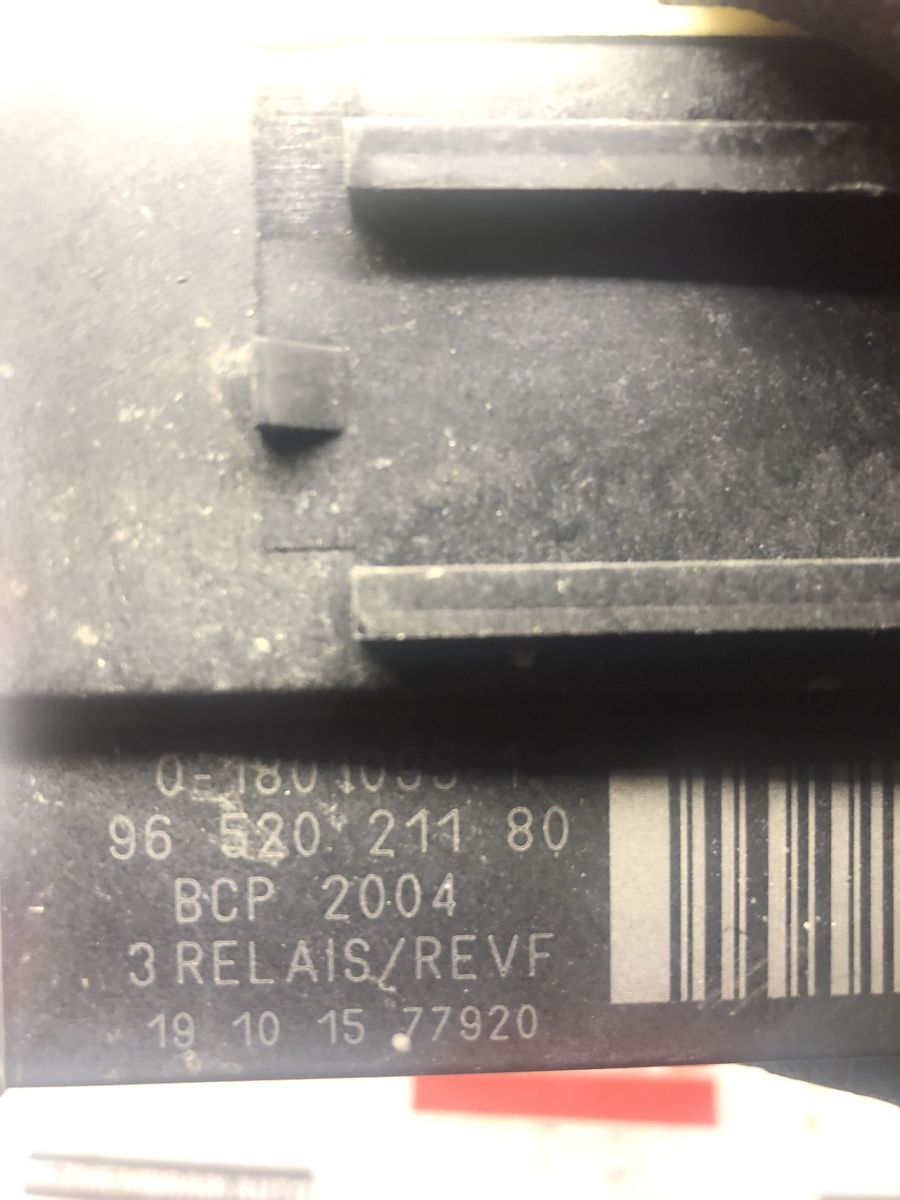 96 520 211 80
BCP 2004
3 RELAIS/REVF
19 10 15 77920